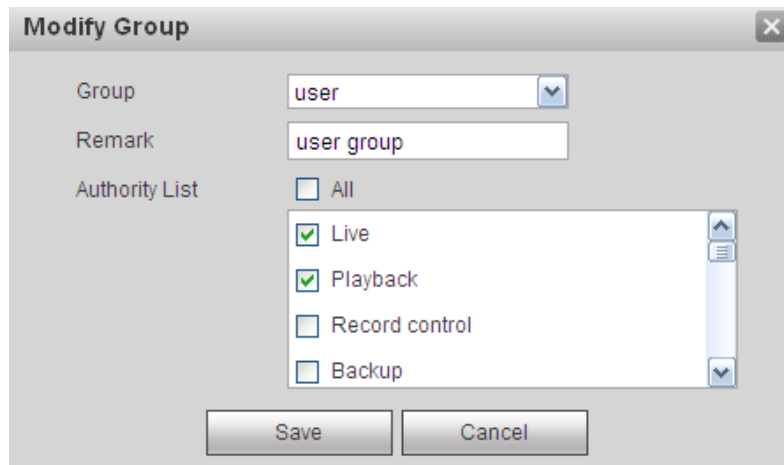 Modify Group
Group user
Remark user group
Authority List All
Live
Playback
Record control
Backup
Save Cancel